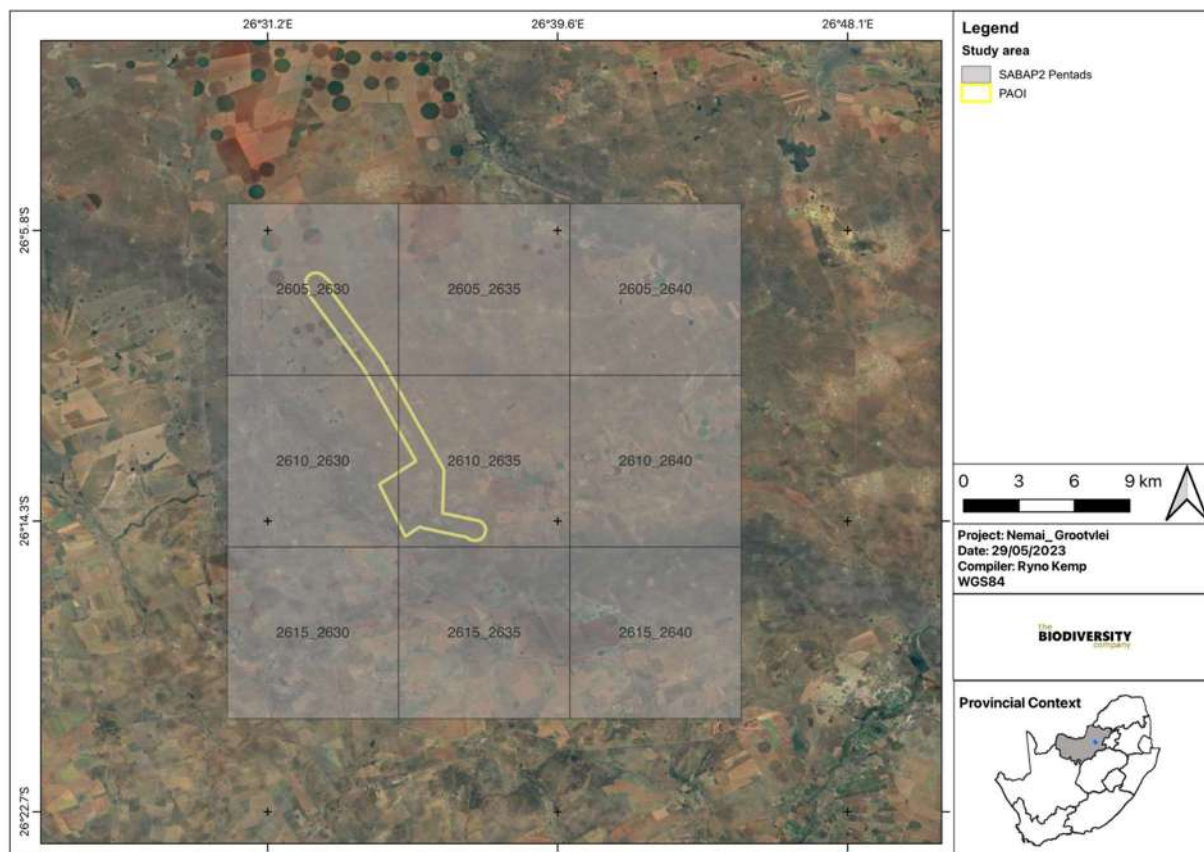 26°31.2'E
26°39.6'E
26°48.1'E
26°5.8'S
26°14.3'S
26°22.7'S
2605_2630
2605_2635
2605_2640
2610_2630
2610_2635
2610_2640
2615_2630
2615_2635
2615_2640
Legend
Study area
SABAP2 Pentads
PAOI
0 3 6 9 km
Project: Nemai_ Grootvlei
Date: 29/05/2023
Compiler: Ryno Kemp
WGS84
the
BIODIVERSITY
company
Provincial Context